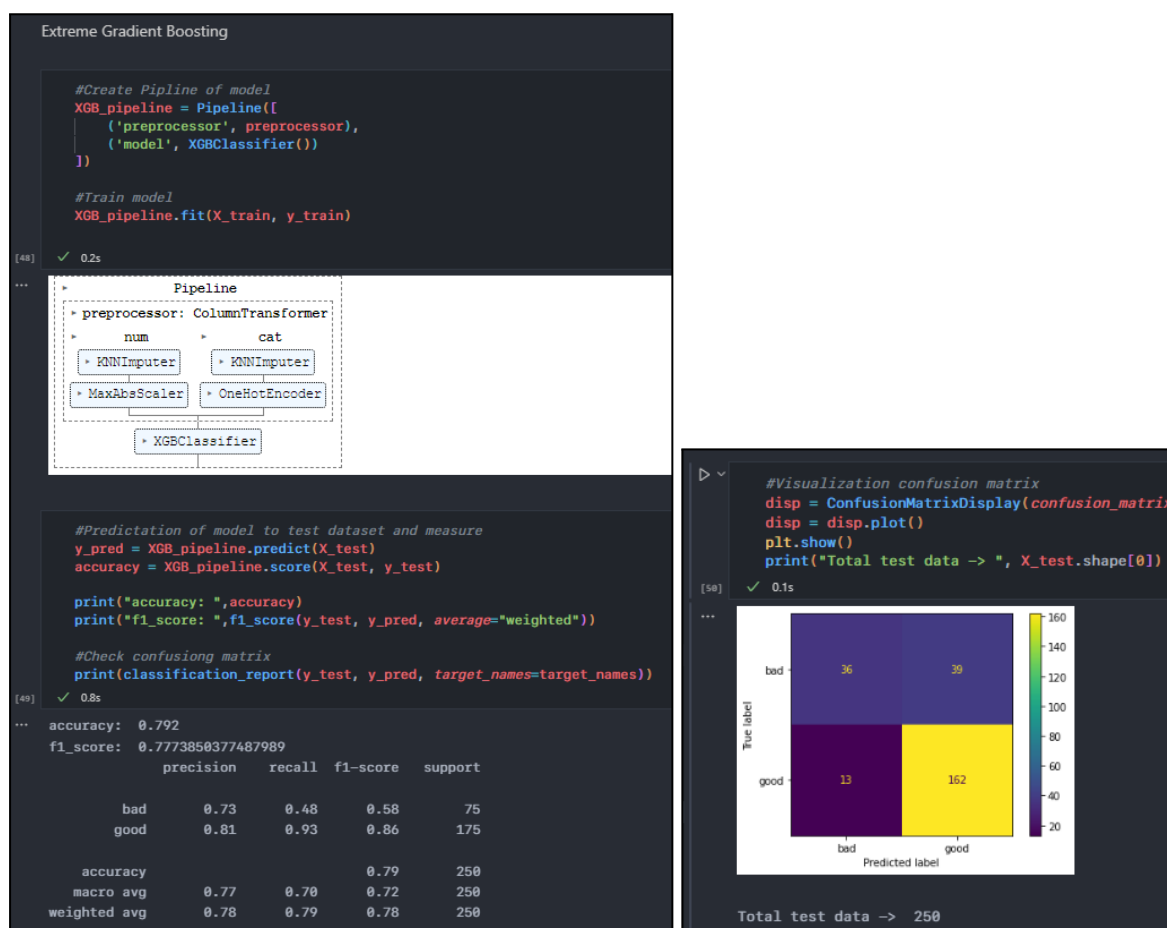 Extreme Gradient Boosting
#Create Pipline of model
XGB_pipeline = Pipeline([
('preprocessor', preprocessor),
('model', XGBClassifier())
])
#Train model
XGB_pipeline.fit(X_train, y_train)
[48] ✓ 0.2s
Pipeline
preprocessor: ColumnTransformer
num cat
KNNImputer KNNImputer
MaxAbsScaler OneHotEncoder
XGBClassifier
#Predictation of model to test dataset and measure
y_pred = XGB_pipeline.predict(X_test)
accuracy = XGB_pipeline.score(X_test, y_test)
print("accuracy: ",accuracy)
print("f1_score: ",f1_score(y_test, y_pred, average="weighted"))
#Check confusiong matrix
print(classification_report(y_test, y_pred, target_names=target_names))
[49] ✓ 0.8s
... accuracy: 0.792
f1_score: 0.7773850377487989
precision recall f1-score support
bad 0.73 0.48 0.58 75
good 0.81 0.93 0.86 175
accuracy 0.79 250
macro avg 0.77 0.70 0.72 250
weighted avg 0.78 0.79 0.78 250
#Visualization confusion matrix
disp = ConfusionMatrixDisplay(confusion_matrix
disp = disp.plot()
plt.show()
print("Total test data -> ", X_test.shape[0])
[50] ✓ 0.1s
bad 36 39
good 13 162
True label
bad good
Predicted label
160
140
120
100
80
60
40
20
Total test data -> 250